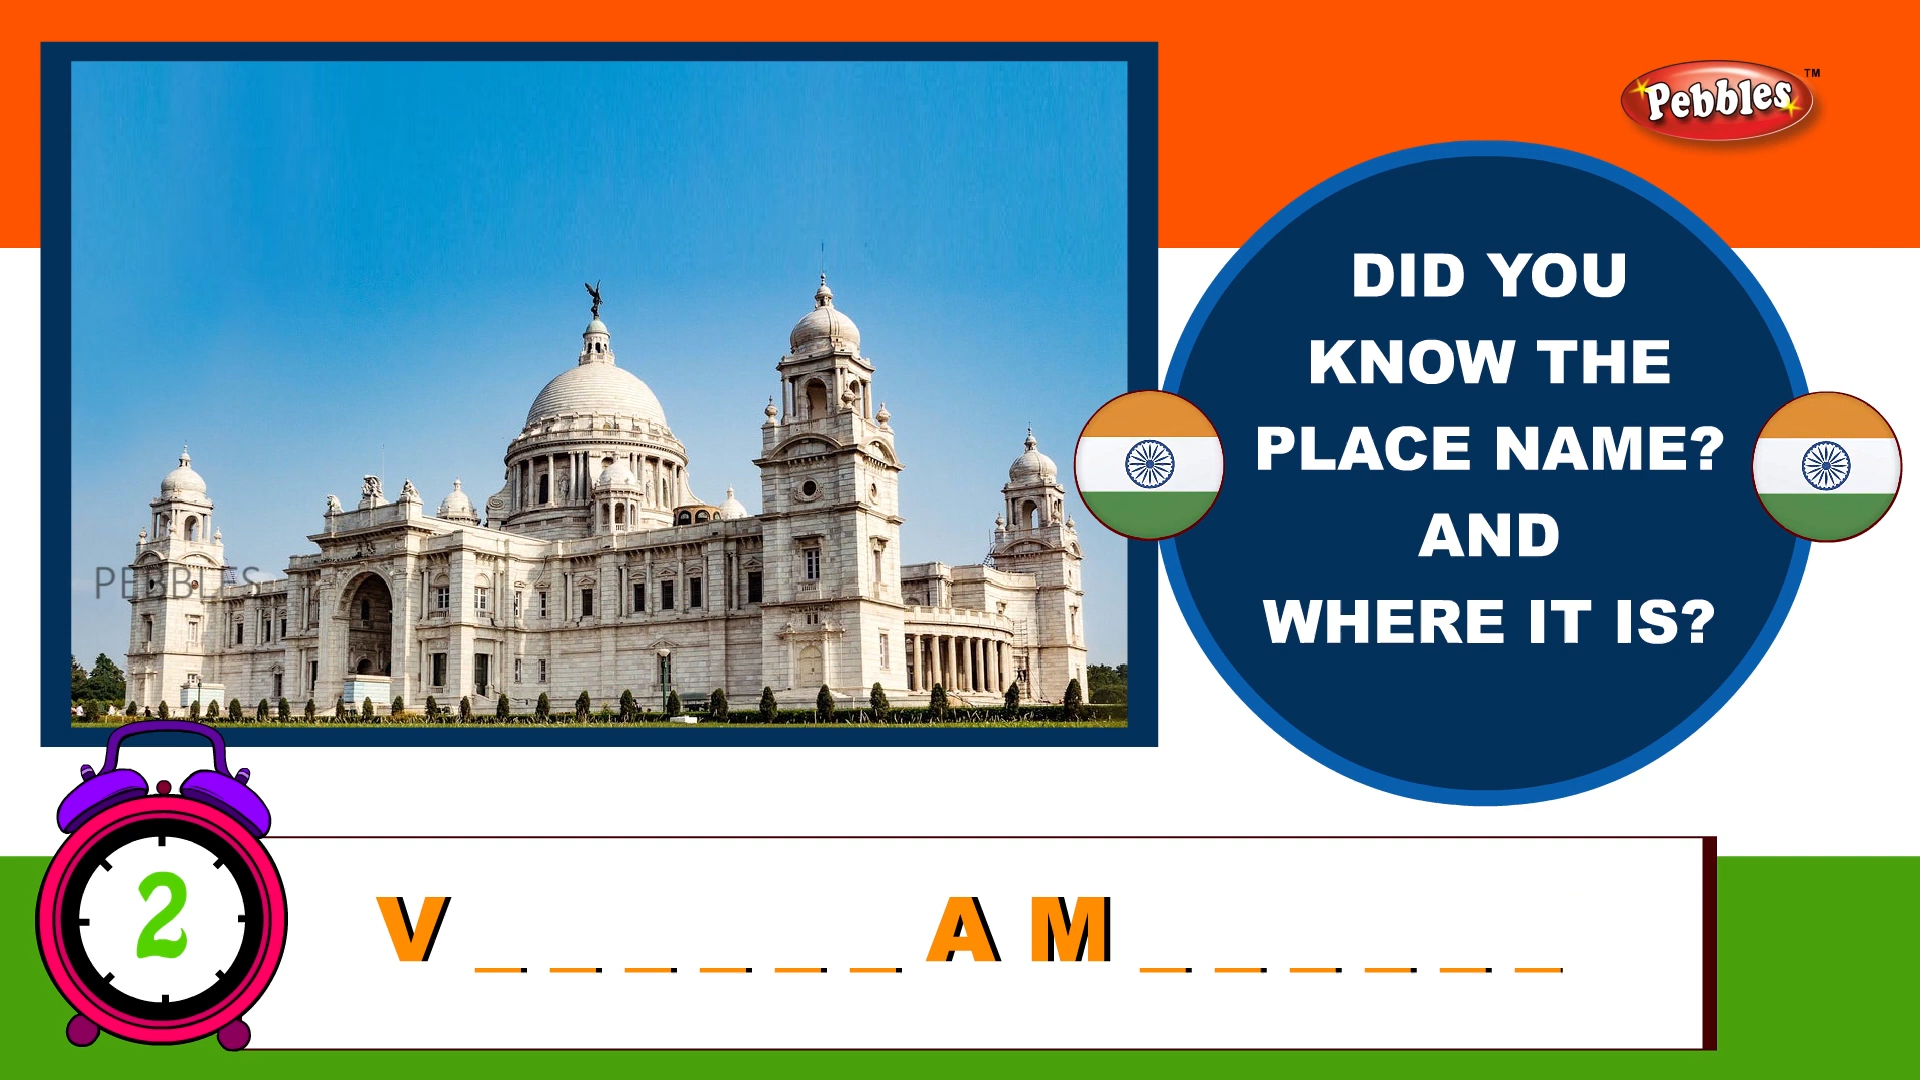 Pebbles™
DID YOU
KNOW THE
PLACE NAME?
AND
WHERE IT IS?
PEBBLES
2
V _ _ _ _ _ _ A M _ _ _ _ _ _